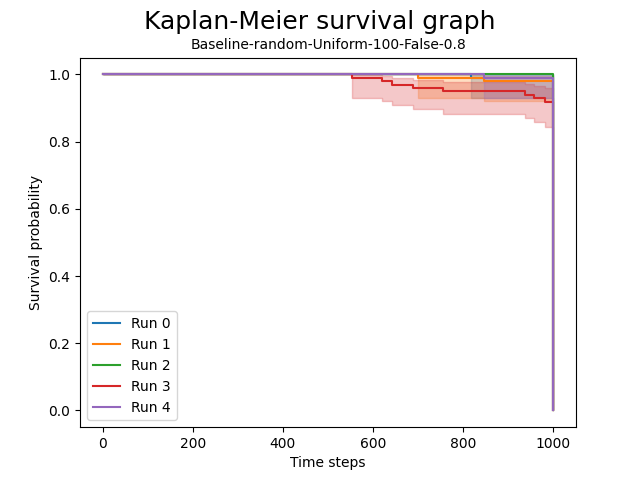 Kaplan-Meier survival graph
Baseline-random-Uniform-100-False-0.8
1.0
0.8
0.6
0.4
0.2
0.0
Survival probability
Run 0
Run 1
Run 2
Run 3
Run 4
0 200 400 600 800 1000
Time steps